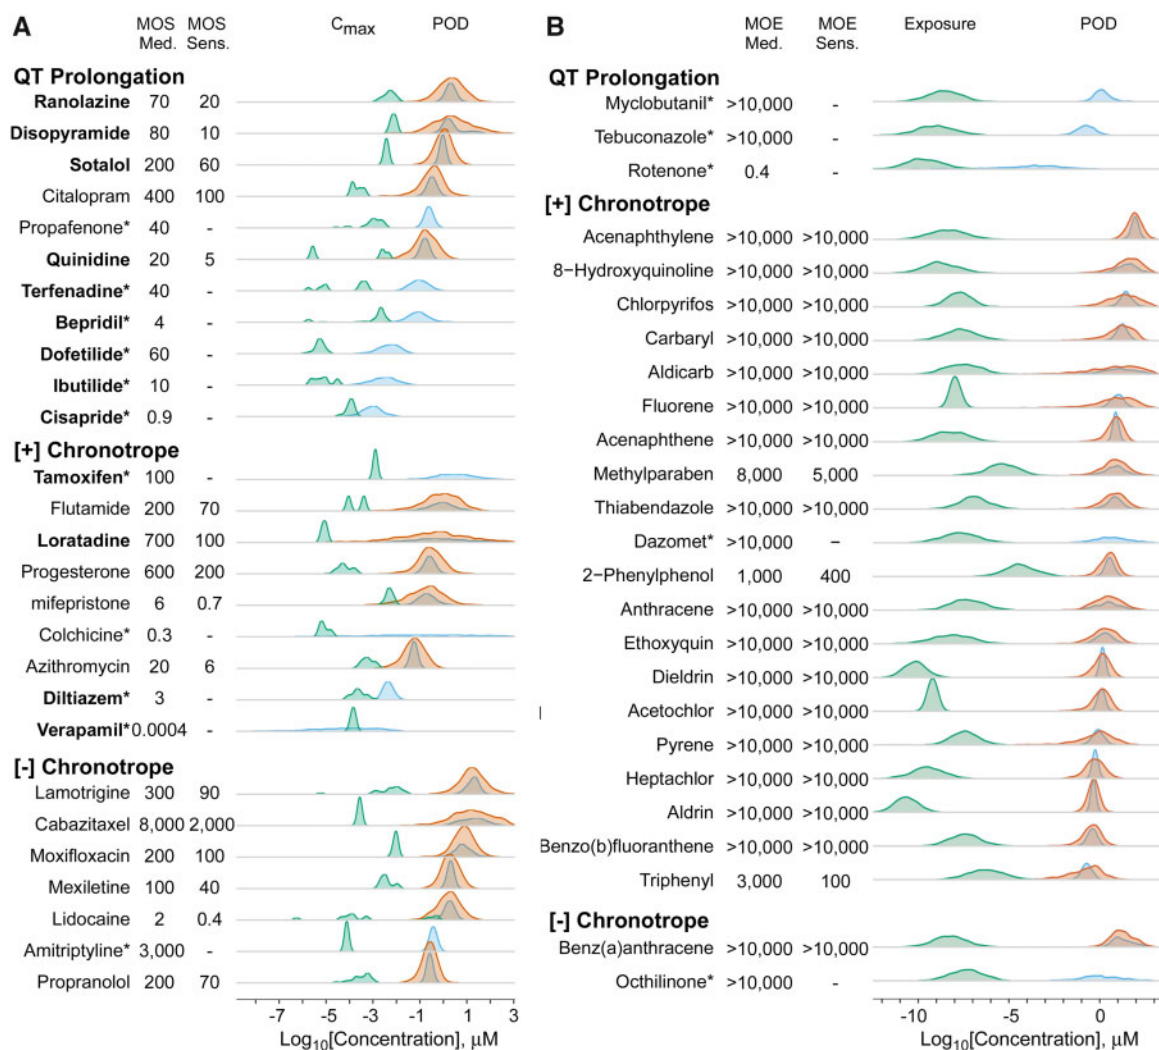 A MOS MOS Cmax POD
Med. Sens.
QT Prolongation
Ranolazine 70 20
Disopyramide 80 10
Sotalol 200 60
Citalopram 400 100
Propafenone* 40 -
Quinidine 20 5
Terfenadine* 40 -
Bepridil* 4 -
Dofetilide* 60 -
Ibutilide* 10 -
Cisapride* 0.9 -
[+] Chronotrope
Tamoxifen* 100 -
Flutamide 200 70
Loratadine 700 100
Progesterone 600 200
mifepristone 6 0.7
Colchicine* 0.3 -
Azithromycin 20 6
Diltiazem* 3 -
Verapamil* 0.0004 -
[-] Chronotrope
Lamotrigine 300 90
Cabazitaxel 8,000 2,000
Moxifloxacin 200 100
Mexiletine 100 40
Lidocaine 2 0.4
Amitriptyline* 3,000 -
Propranolol 200 70
-7 -5 -3 -1 1 3
Log10[Concentration], μM
B MOE MOE Exposure POD
Med. Sens.
QT Prolongation
Myclobutanil* >10,000 -
Tebuconazole* >10,000 -
Rotenone* 0.4 -
[+] Chronotrope
Acenaphthylene >10,000 >10,000
8-Hydroxyquinoline >10,000 >10,000
Chlorpyrifos >10,000 >10,000
Carbaryl >10,000 >10,000
Aldicarb >10,000 >10,000
Fluorene >10,000 >10,000
Acenaphthene >10,000 >10,000
Methylparaben 8,000 5,000
Thiabendazole >10,000 >10,000
Dazomet* >10,000 –
2-Phenylphenol 1,000 400
Anthracene >10,000 >10,000
Ethoxyquin >10,000 >10,000
Dieldrin >10,000 >10,000
Acetochlor >10,000 >10,000
Pyrene >10,000 >10,000
Heptachlor >10,000 >10,000
Aldrin >10,000 >10,000
Benzo(b)fluoranthene >10,000 >10,000
Triphenyl 3,000 100
[-] Chronotrope
Benz(a)anthracene >10,000 >10,000
Octhilinone* >10,000 -
-10 -5 0
Log10[Concentration], μM